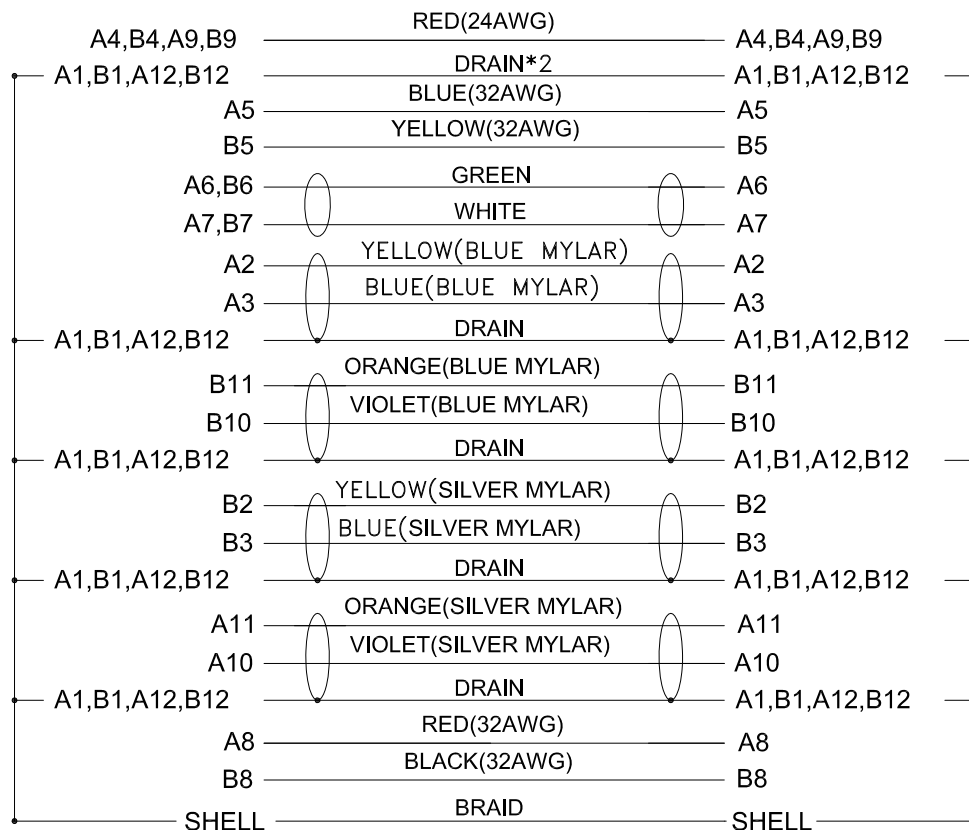 A4,B4,A9,B9 RED(24AWG) A4,B4,A9,B9
A1,B1,A12,B12 DRAIN*2 A1,B1,A12,B12
A5 BLUE(32AWG) A5
B5 YELLOW(32AWG) B5
A6,B6 GREEN A6
A7,B7 WHITE A7
A2 YELLOW(BLUE MYLAR) A2
A3 BLUE(BLUE MYLAR) A3
A1,B1,A12,B12 DRAIN A1,B1,A12,B12
B11 ORANGE(BLUE MYLAR) B11
B10 VIOLET(BLUE MYLAR) B10
A1,B1,A12,B12 DRAIN A1,B1,A12,B12
B2 YELLOW(SILVER MYLAR) B2
B3 BLUE(SILVER MYLAR) B3
A1,B1,A12,B12 DRAIN A1,B1,A12,B12
A11 ORANGE(SILVER MYLAR) A11
A10 VIOLET(SILVER MYLAR) A10
A1,B1,A12,B12 DRAIN A1,B1,A12,B12
A8 RED(32AWG) A8
B8 BLACK(32AWG) B8
SHELL BRAID SHELL